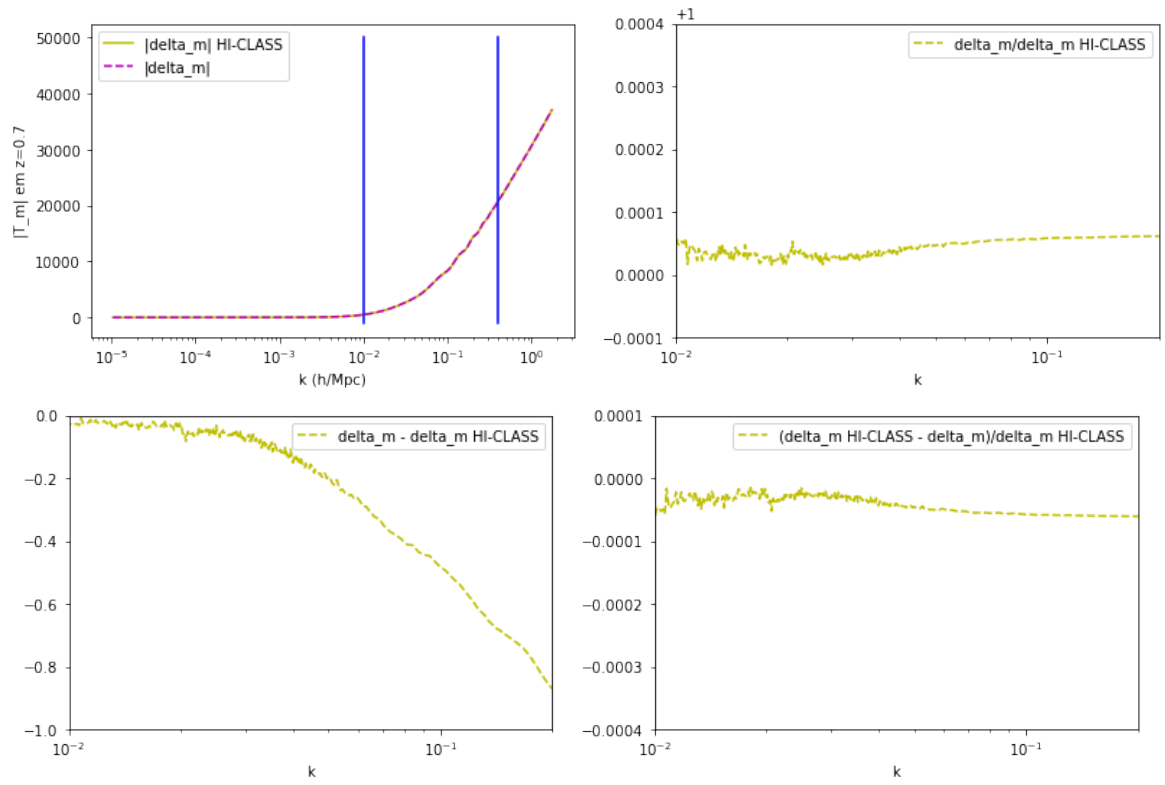 50000
40000
30000
20000
10000
0
|T_m| em z=0.7
|delta_m| HI-CLASS
|delta_m|
10⁻⁵ 10⁻⁴ 10⁻³ 10⁻² 10⁻¹ 10⁰
k (h/Mpc)
+1
0.0004
0.0003
0.0002
0.0001
0.0000
−0.0001
delta_m/delta_m HI-CLASS
10⁻² 10⁻¹
k
0.0
−0.2
−0.4
−0.6
−0.8
−1.0
delta_m - delta_m HI-CLASS
10⁻² 10⁻¹
k
0.0001
0.0000
−0.0001
−0.0002
−0.0003
−0.0004
(delta_m HI-CLASS - delta_m)/delta_m HI-CLASS
10⁻² 10⁻¹
k